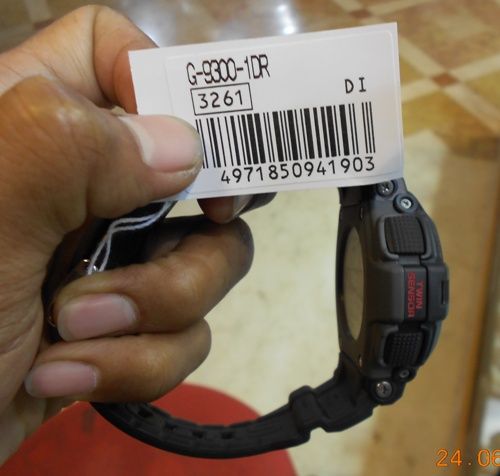 G-9300-1DR
3261
DI
4971850941903
TWIN
SENSOR
24.08